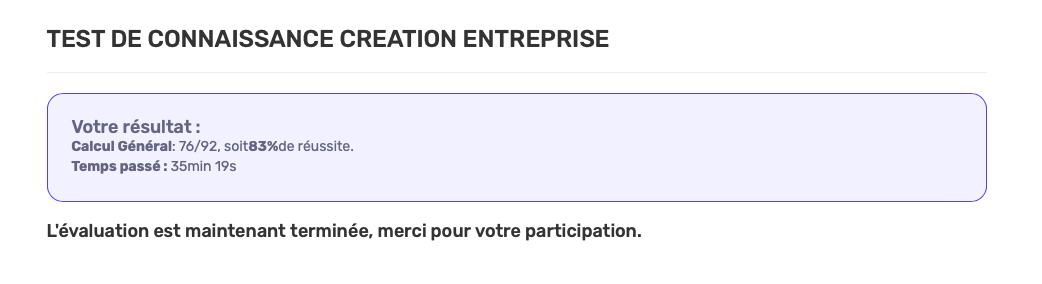 TEST DE CONNAISSANCE CREATION ENTREPRISE
Votre résultat :
Calcul Général: 76/92, soit83%de réussite.
Temps passé : 35min 19s
L'évaluation est maintenant terminée, merci pour votre participation.